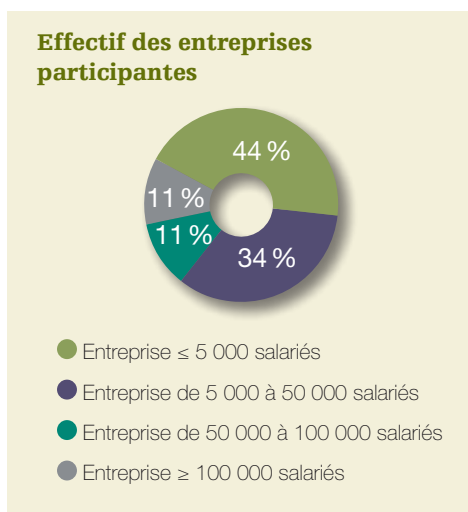 Effectif des entreprises
participantes
44 %
11 %
11 %
34 %
Entreprise ≤ 5 000 salariés
Entreprise de 5 000 à 50 000 salariés
Entreprise de 50 000 à 100 000 salariés
Entreprise ≥ 100 000 salariés